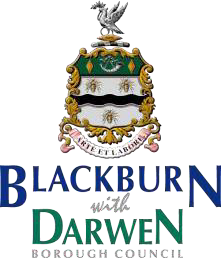 ARTE ET LABORE
BLACKBURN
with
DARWEN
BOROUGH COUNCIL